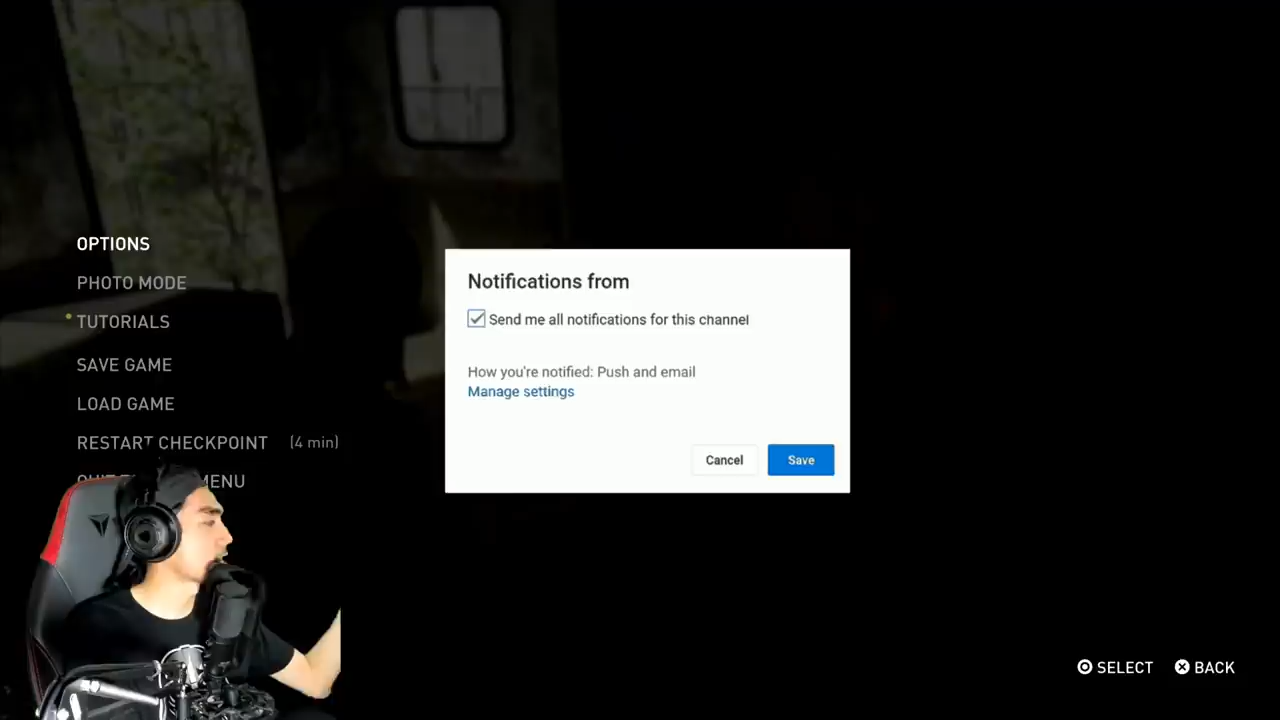 OPTIONS
PHOTO MODE
TUTORIALS
SAVE GAME
LOAD GAME
RESTART CHECKPOINT (4 min)
MENU
Notifications from
Send me all notifications for this channel
How you're notified: Push and email
Manage settings
Cancel
Save
SELECT
BACK